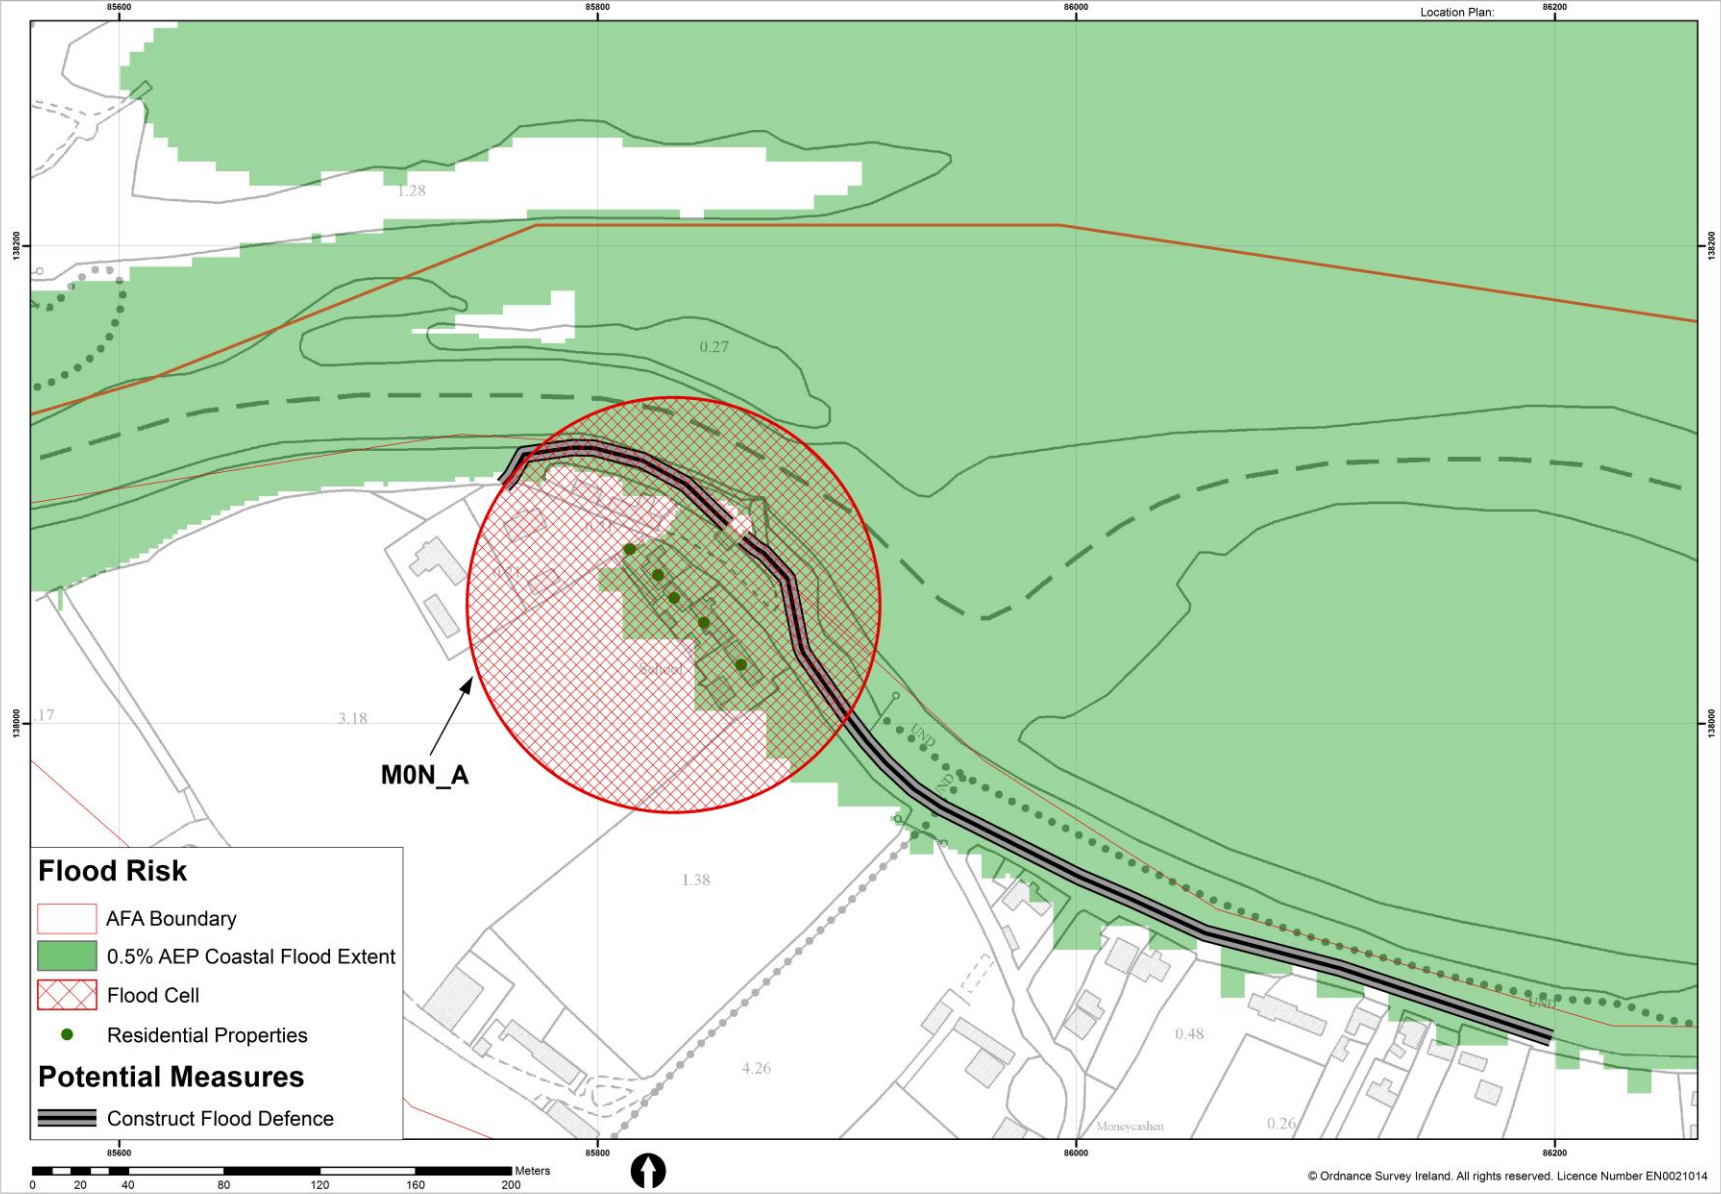 85600 85800 86000 86200
Location Plan:
1.28
138200 138200
0.27
School
138000 138000
.17
3.18
UND
M0N_A
Flood Risk
1.38
AFA Boundary
0.5% AEP Coastal Flood Extent
Flood Cell
UND
Residential Properties
0.48
Potential Measures
4.26
Construct Flood Defence
0.26
Moneycashen
85600 85800 86000 86200
Meters
0 20 40 80 120 160 200
© Ordnance Survey Ireland. All rights reserved. Licence Number EN0021014